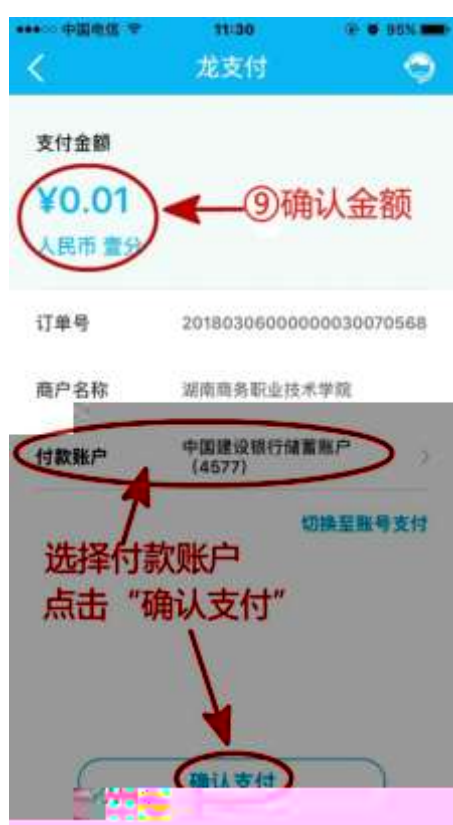 中国电信 11:30 95%
龙支付
支付金额
¥0.01
⑨确认金额
人民币 壹分
订单号 201803060000000030070568
商户名称 湖南商务职业技术学院
付款账户 中国建设银行储蓄账户
(4577)
切换至账号支付
选择付款账户
点击“确认支付”
确认支付